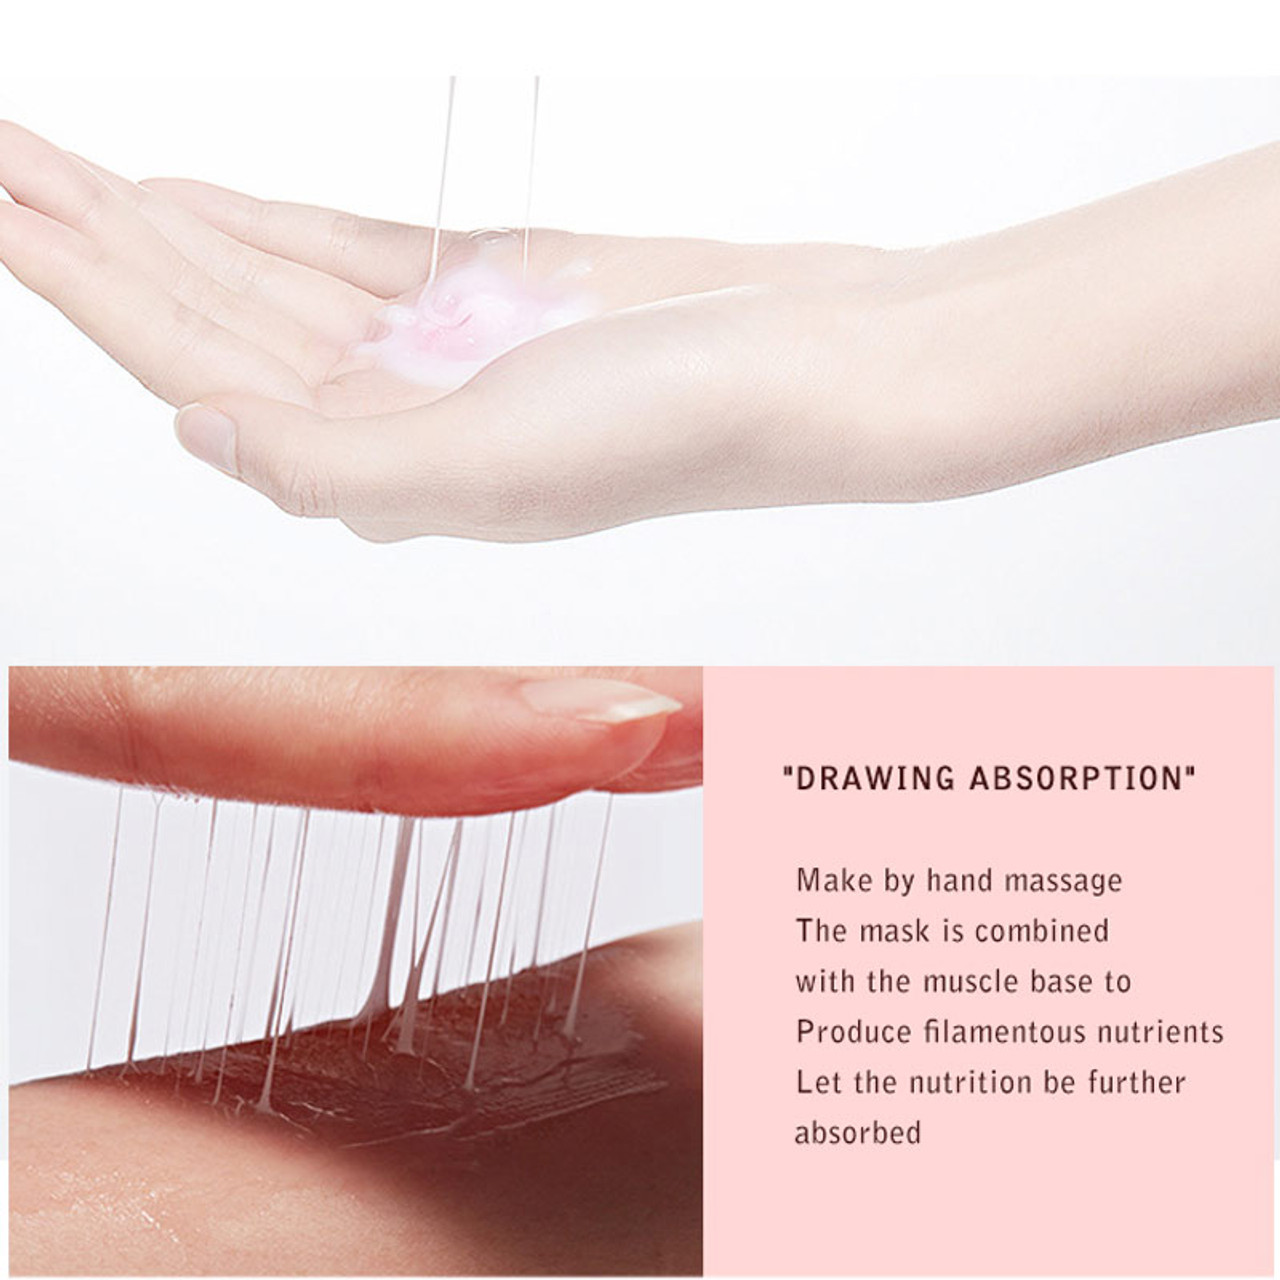 "DRAWING ABSORPTION"
Make by hand massage
The mask is combined
with the muscle base to
Produce filamentous nutrients
Let the nutrition be further
absorbed